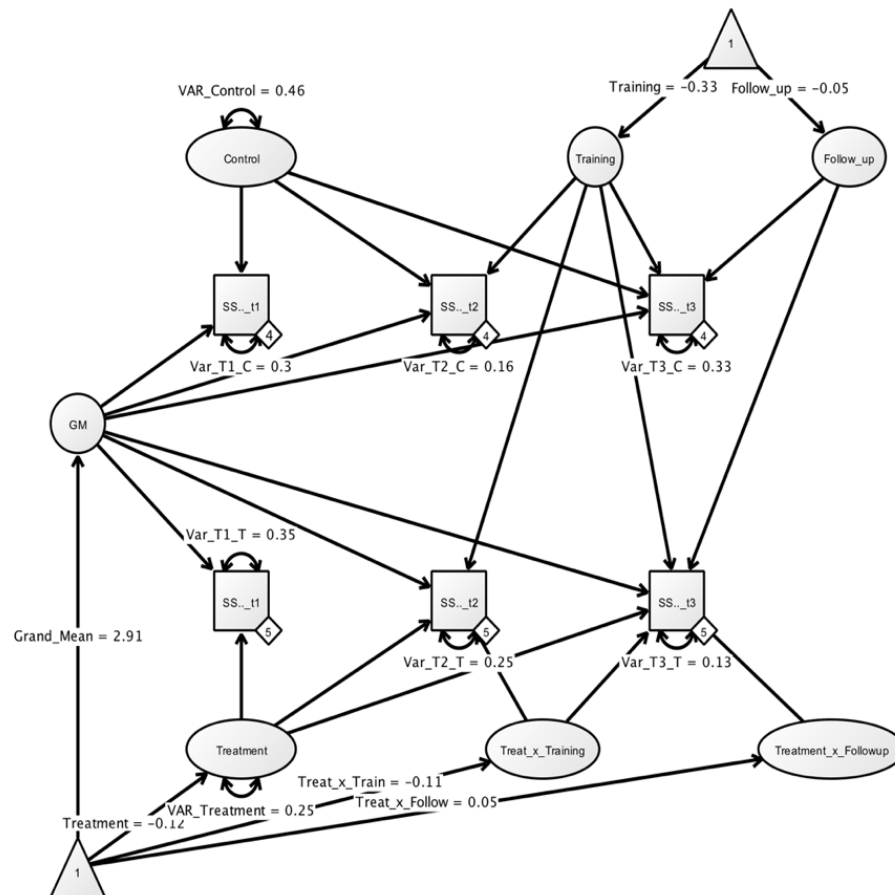 1
Training = −0.33
Follow_up = −0.05
VAR_Control = 0.46
Control
Training
Follow_up
SS.._t1
4
SS.._t2
4
SS.._t3
4
Var_T1_C = 0.3
Var_T2_C = 0.16
Var_T3_C = 0.33
GM
Var_T1_T = 0.35
SS.._t1
5
SS.._t2
5
SS.._t3
5
Grand_Mean = 2.91
Var_T2_T = 0.25
Var_T3_T = 0.13
Treatment
Treat_x_Training
Treatment_x_Followup
Treat_x_Train = −0.11
Treat_x_Follow = 0.05
VAR_Treatment = 0.25
Treatment = −0.12
1